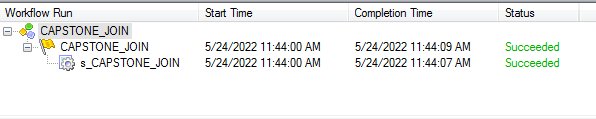 Workflow Run Start Time Completion Time Status
CAPSTONE_JOIN
CAPSTONE_JOIN 5/24/2022 11:44:00 AM 5/24/2022 11:44:09 AM Succeeded
s_CAPSTONE_JOIN 5/24/2022 11:44:00 AM 5/24/2022 11:44:07 AM Succeeded